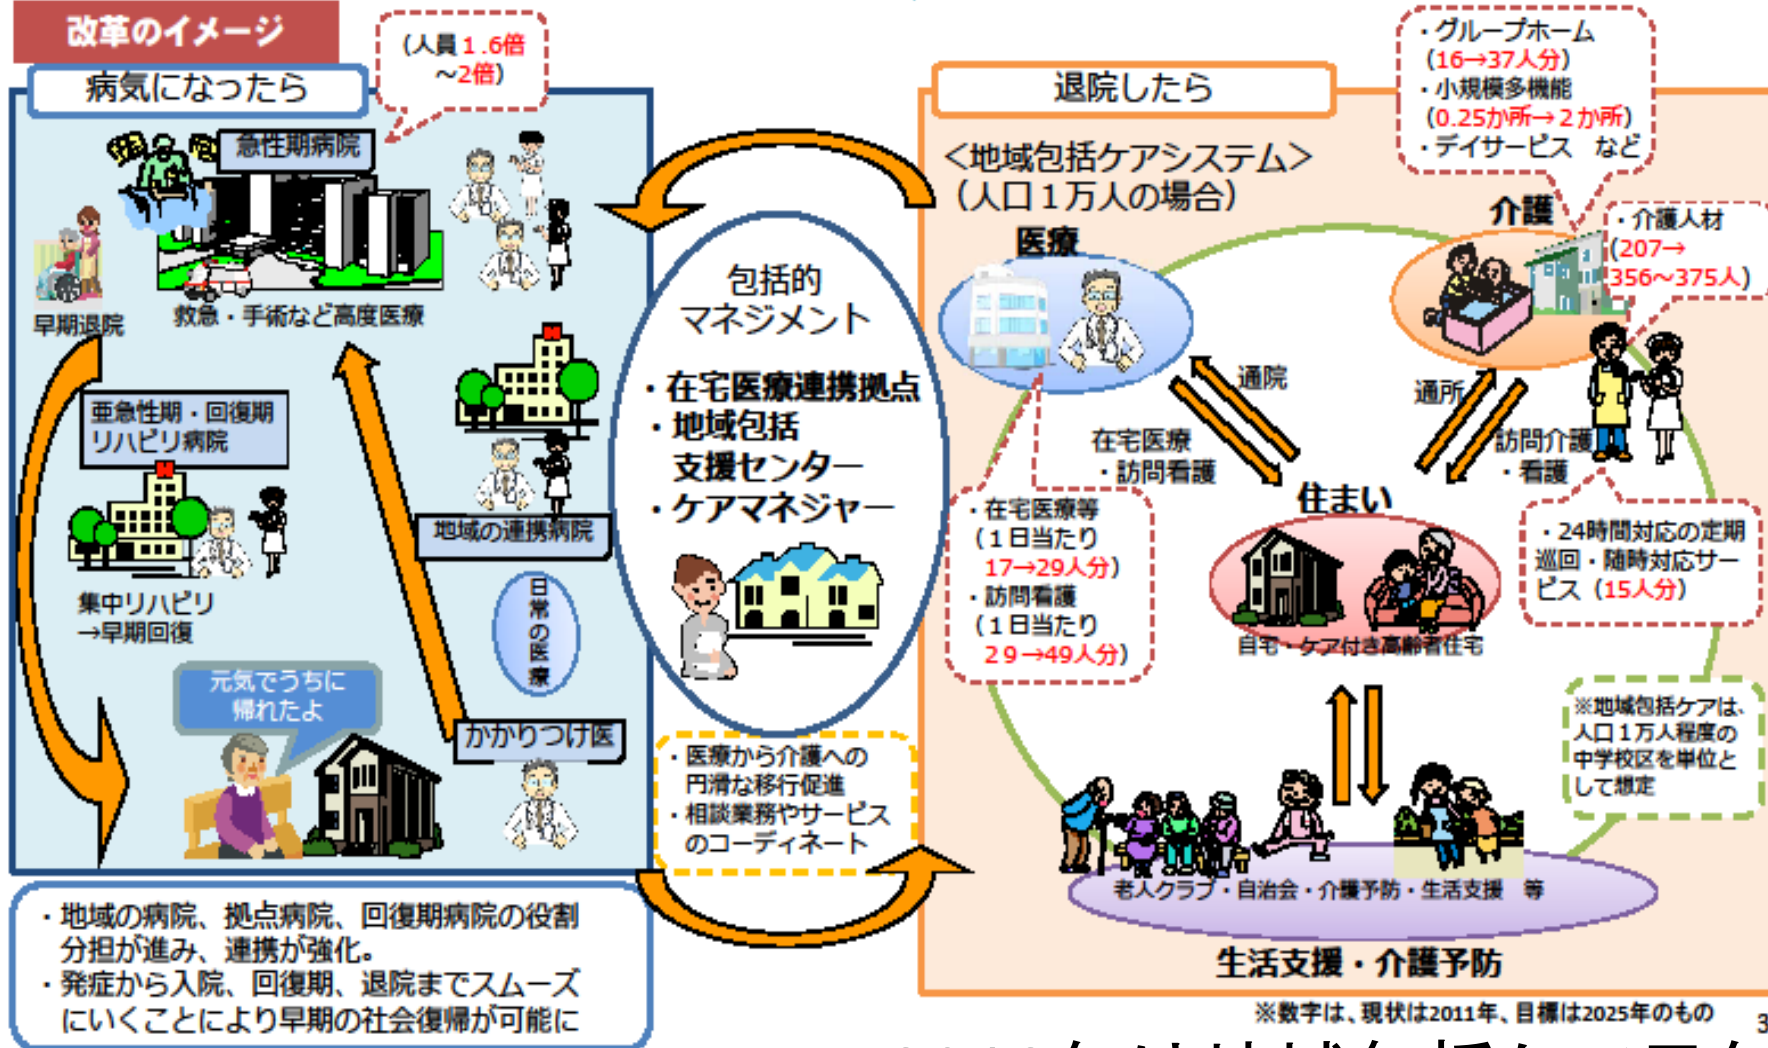 改革のイメージ
(人員１.6倍
～2倍)
病気になったら
急性期病院
早期退院
救急・手術など高度医療
亜急性期・回復期
リハビリ病院
集中リハビリ
→早期回復
地域の連携病院
日常の医療
元気でうちに
帰れたよ
かかりつけ医
・地域の病院、拠点病院、回復期病院の役割
分担が進み、連携が強化。
・発症から入院、回復期、退院までスムーズ
にいくことにより早期の社会復帰が可能に
包括的
マネジメント
・在宅医療連携拠点
・地域包括
支援センター
・ケアマネジャー
・医療から介護への
円滑な移行促進
・相談業務やサービス
のコーディネート
退院したら
＜地域包括ケアシステム＞
（人口１万人の場合）
・グループホーム
(16→37人分)
・小規模多機能
(0.25か所→２か所)
・デイサービス　など
医療
介護
・介護人材
(207→
356～375人)
通院
在宅医療
・訪問看護
通所
訪問介護
・看護
・在宅医療等
(１日当たり
17→29人分)
・訪問看護
(１日当たり
２９→49人分)
住まい
自宅・ケア付き高齢者住宅
・24時間対応の定期
巡回・随時対応サー
ビス（15人分）
※地域包括ケアは、
人口１万人程度の
中学校区を単位と
して想定
老人クラブ・自治会・介護予防・生活支援　等
生活支援・介護予防
※数字は、現状は2011年、目標は2025年のもの
3